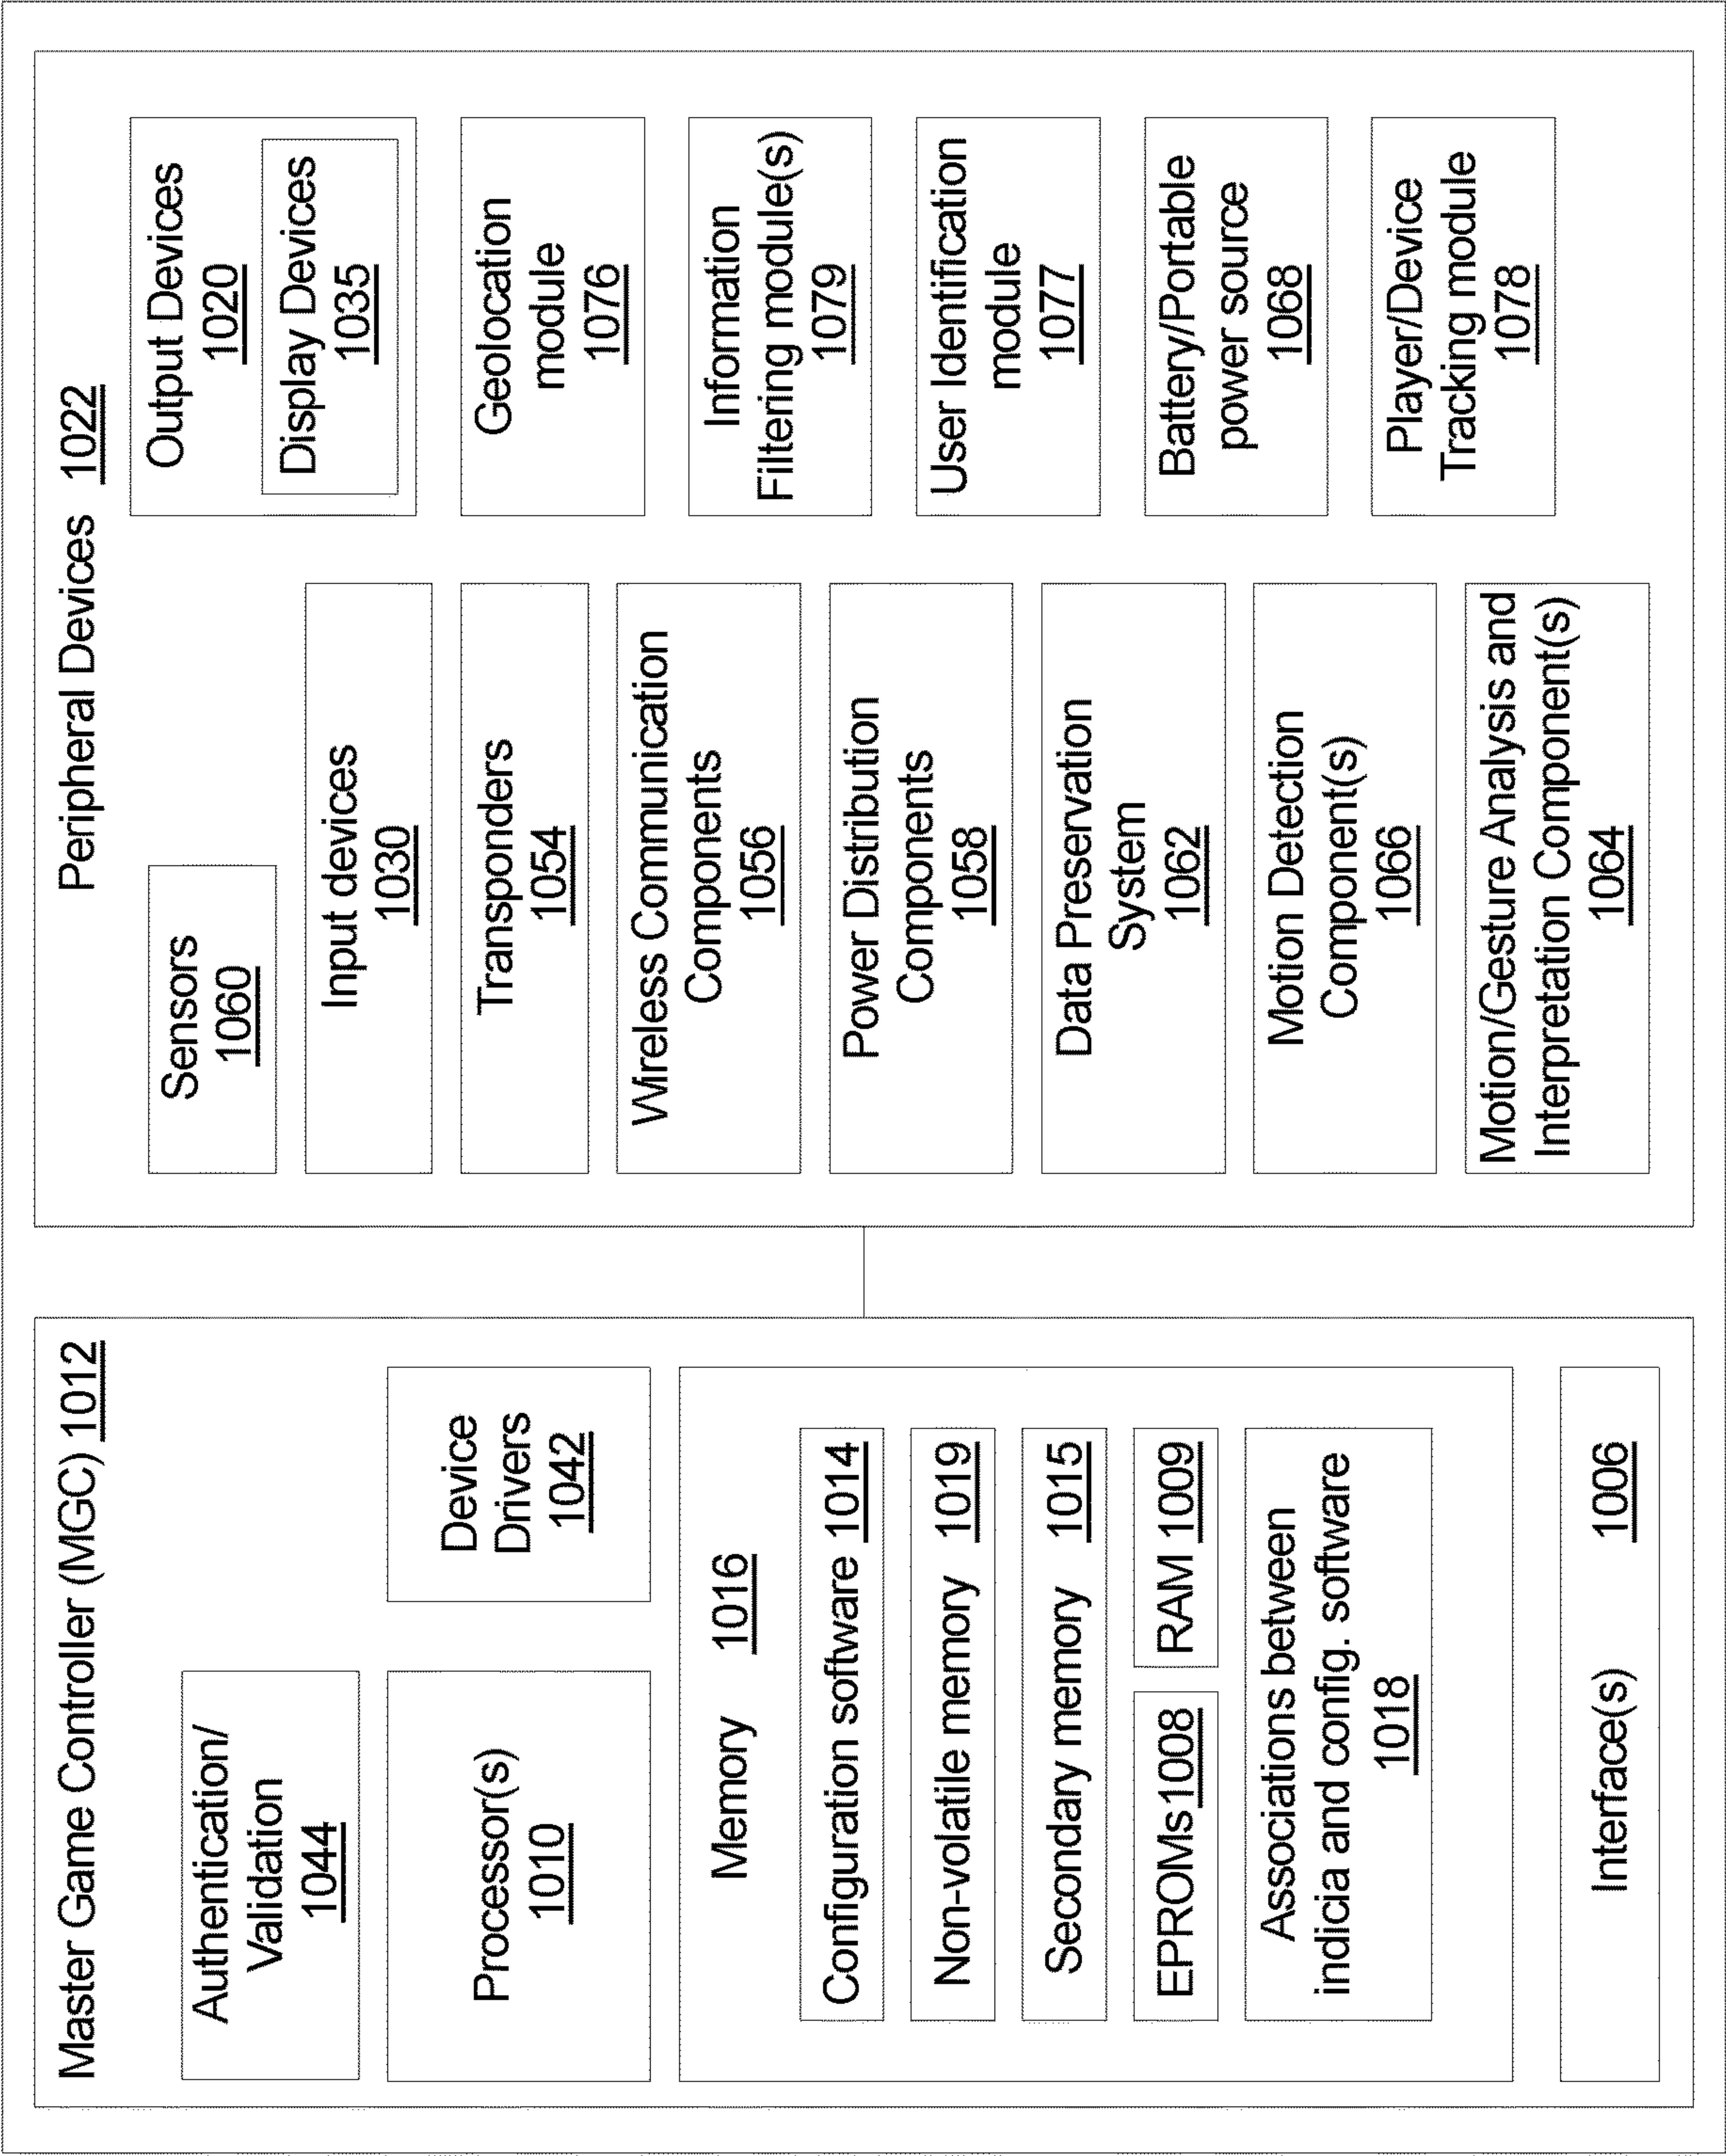 Master Game Controller (MGC) 1012
Authentication/
Validation
1044
Processor(s)
1010
Device
Drivers
1042
Memory 1016
Configuration software 1014
Non-volatile memory 1019
Secondary memory 1015
EPROMs1008
RAM 1009
Associations between
indicia and config. software
1018
Interface(s) 1006
Peripheral Devices 1022
Sensors
1060
Input devices
1030
Transponders
1054
Wireless Communication
Components
1056
Power Distribution
Components
1058
Data Preservation
System
1062
Motion Detection
Component(s)
1066
Motion/Gesture Analysis and
Interpretation Component(s)
1064
Output Devices
1020
Display Devices
1035
Geolocation
module
1076
Information
Filtering module(s)
1079
User Identification
module
1077
Battery/Portable
power source
1068
Player/Device
Tracking module
1078